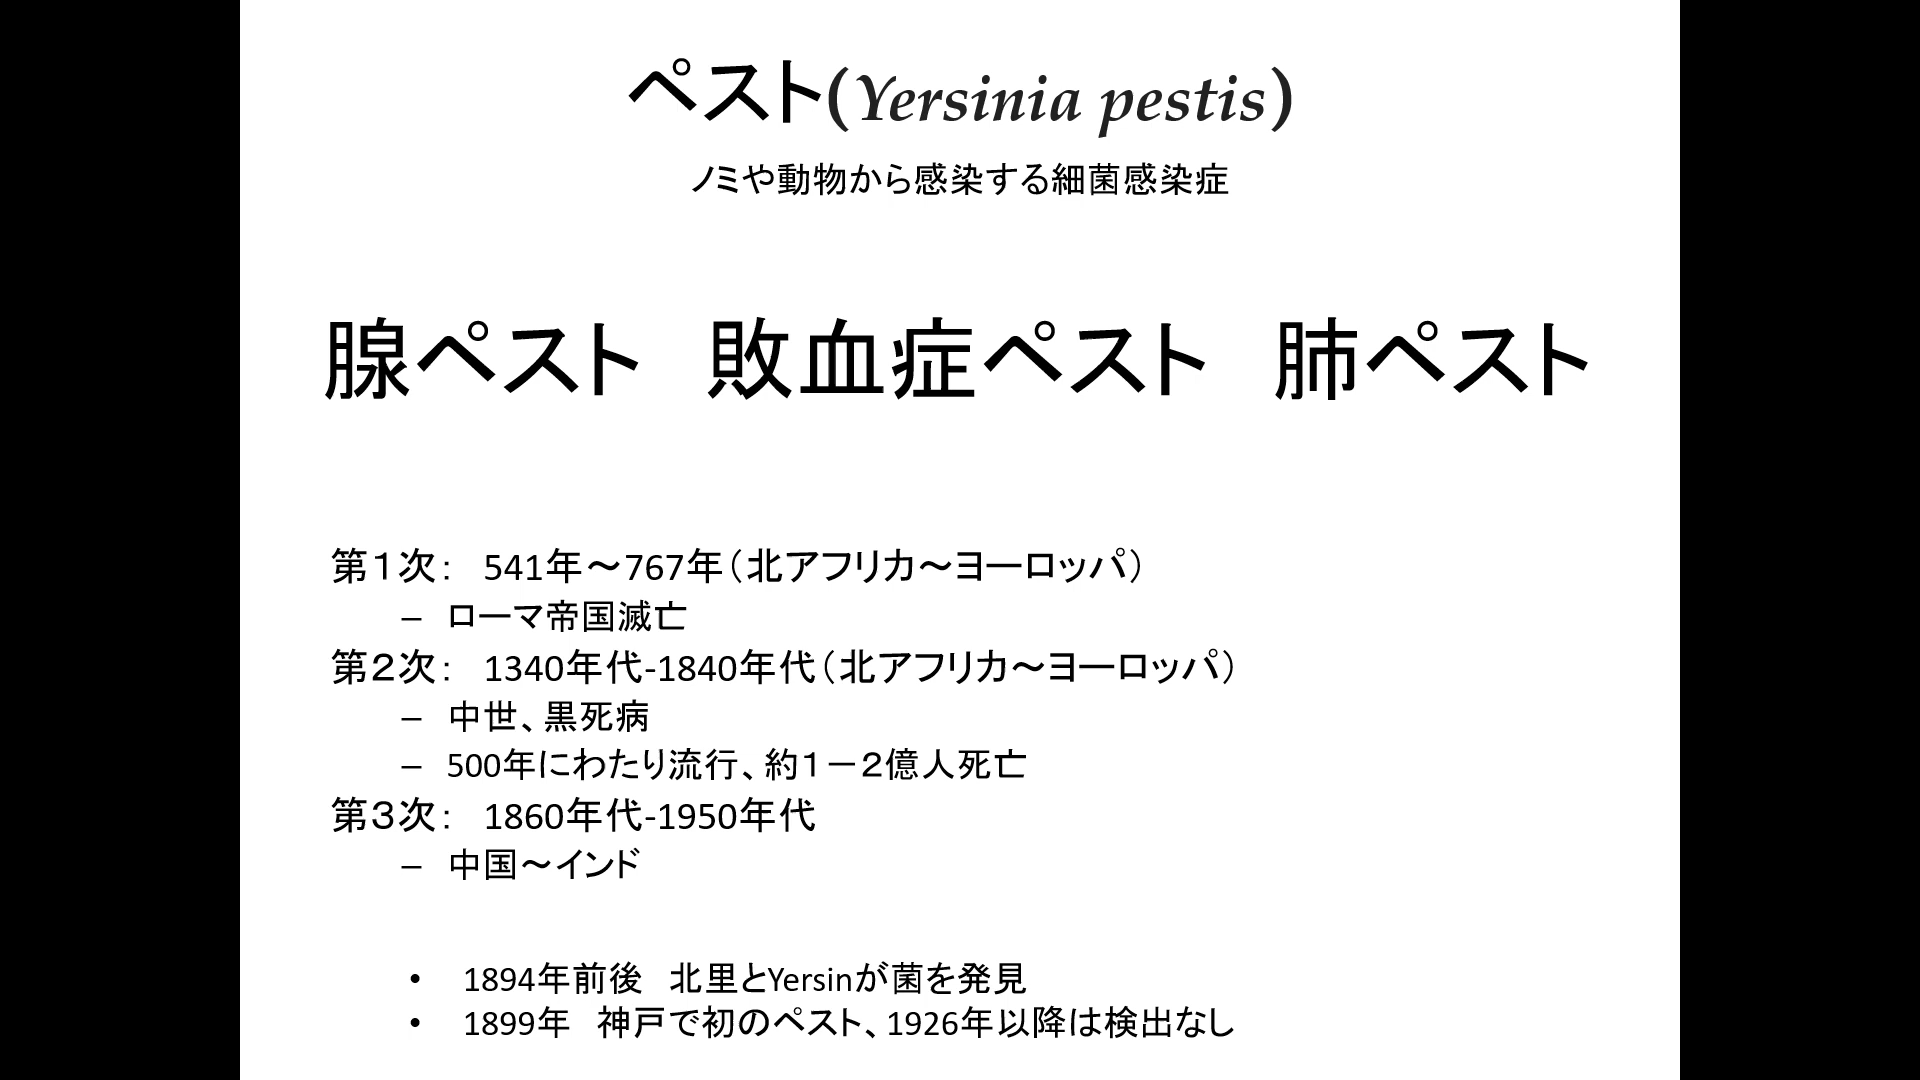 ペスト(Yersinia pestis)
ノミや動物から感染する細菌感染症
腺ペスト　敗血症ペスト　肺ペスト
第１次：　541年～767年（北アフリカ～ヨーロッパ）
– ローマ帝国滅亡
第２次：　1340年代-1840年代（北アフリカ～ヨーロッパ）
– 中世、黒死病
– 500年にわたり流行、約１－２億人死亡
第３次：　1860年代-1950年代
– 中国～インド
• 1894年前後　北里とYersinが菌を発見
• 1899年　神戸で初のペスト、1926年以降は検出なし